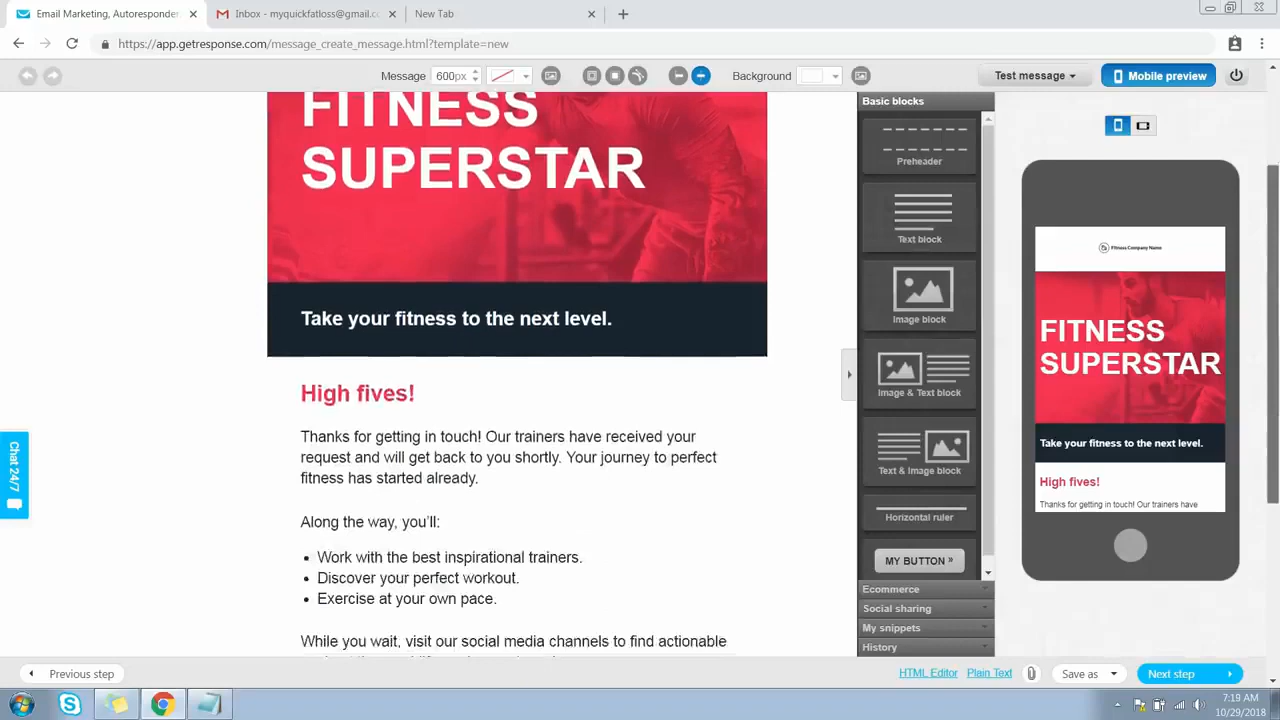 Email Marketing, Autoresponder
Inbox - myquickfatloss@gmail.c
New Tab
https://app.getresponse.com/message_create_message.html?template=new
Message
600px
Background
Test message
Mobile preview
FITNESS
SUPERSTAR
Take your fitness to the next level.
High fives!
Thanks for getting in touch! Our trainers have received your
request and will get back to you shortly. Your journey to perfect
fitness has started already.
Along the way, you'll:
• Work with the best inspirational trainers.
• Discover your perfect workout.
• Exercise at your own pace.
While you wait, visit our social media channels to find actionable
Chat 24/7
Basic blocks
Preheader
Text block
Image block
Image & Text block
Text & Image block
Horizontal ruler
MY BUTTON »
Ecommerce
Social sharing
My snippets
History
Fitness Company Name
FITNESS
SUPERSTAR
Take your fitness to the next level.
High fives!
Thanks for getting in touch! Our trainers have
Previous step
HTML Editor
Plain Text
Save as
Next step
7:19 AM
10/29/2018